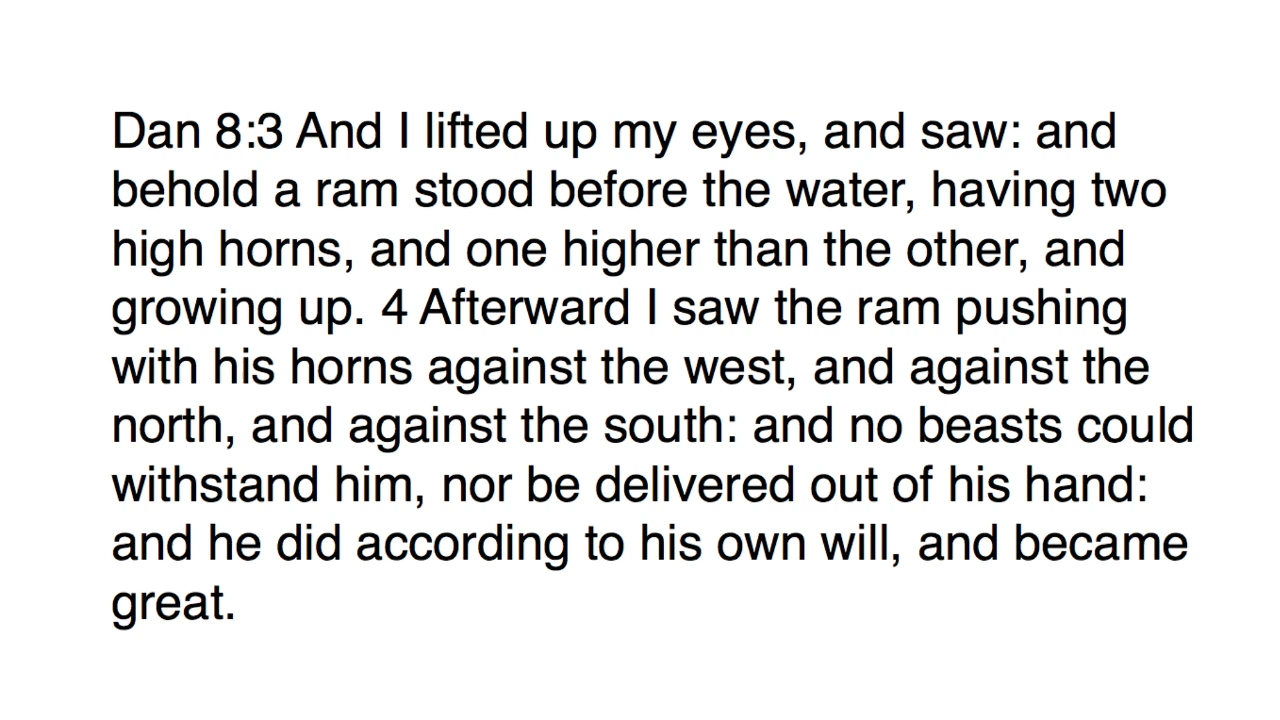 Dan 8:3 And I lifted up my eyes, and saw: and
behold a ram stood before the water, having two
high horns, and one higher than the other, and
growing up. 4 Afterward I saw the ram pushing
with his horns against the west, and against the
north, and against the south: and no beasts could
withstand him, nor be delivered out of his hand:
and he did according to his own will, and became
great.